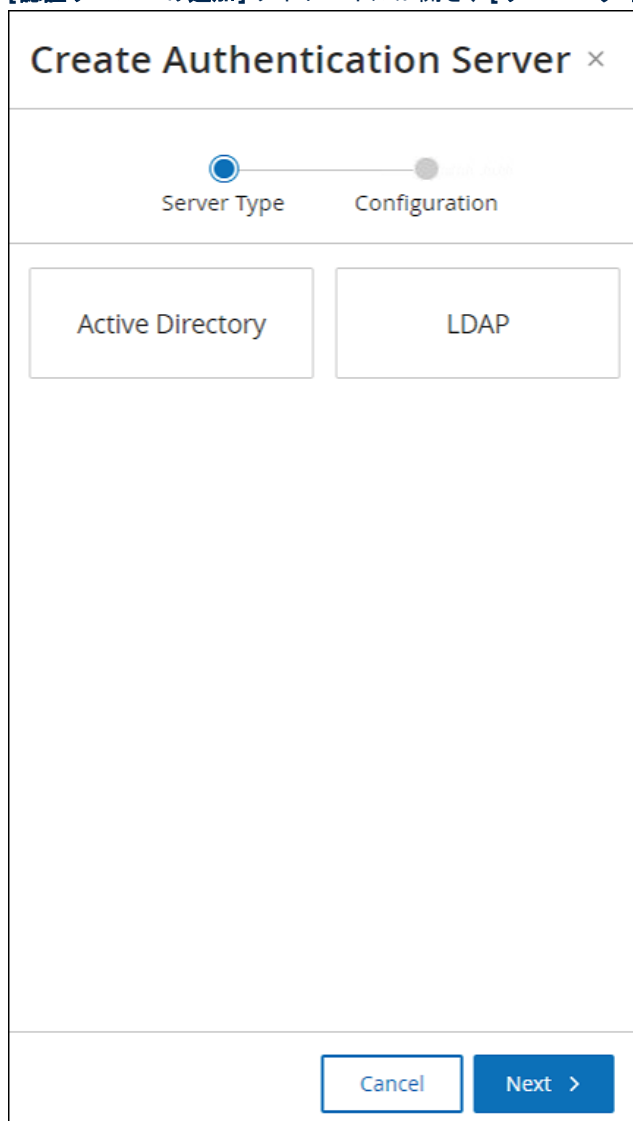 Create Authentication Server ×
Server Type
Configuration
Active Directory
LDAP
Cancel
Next >